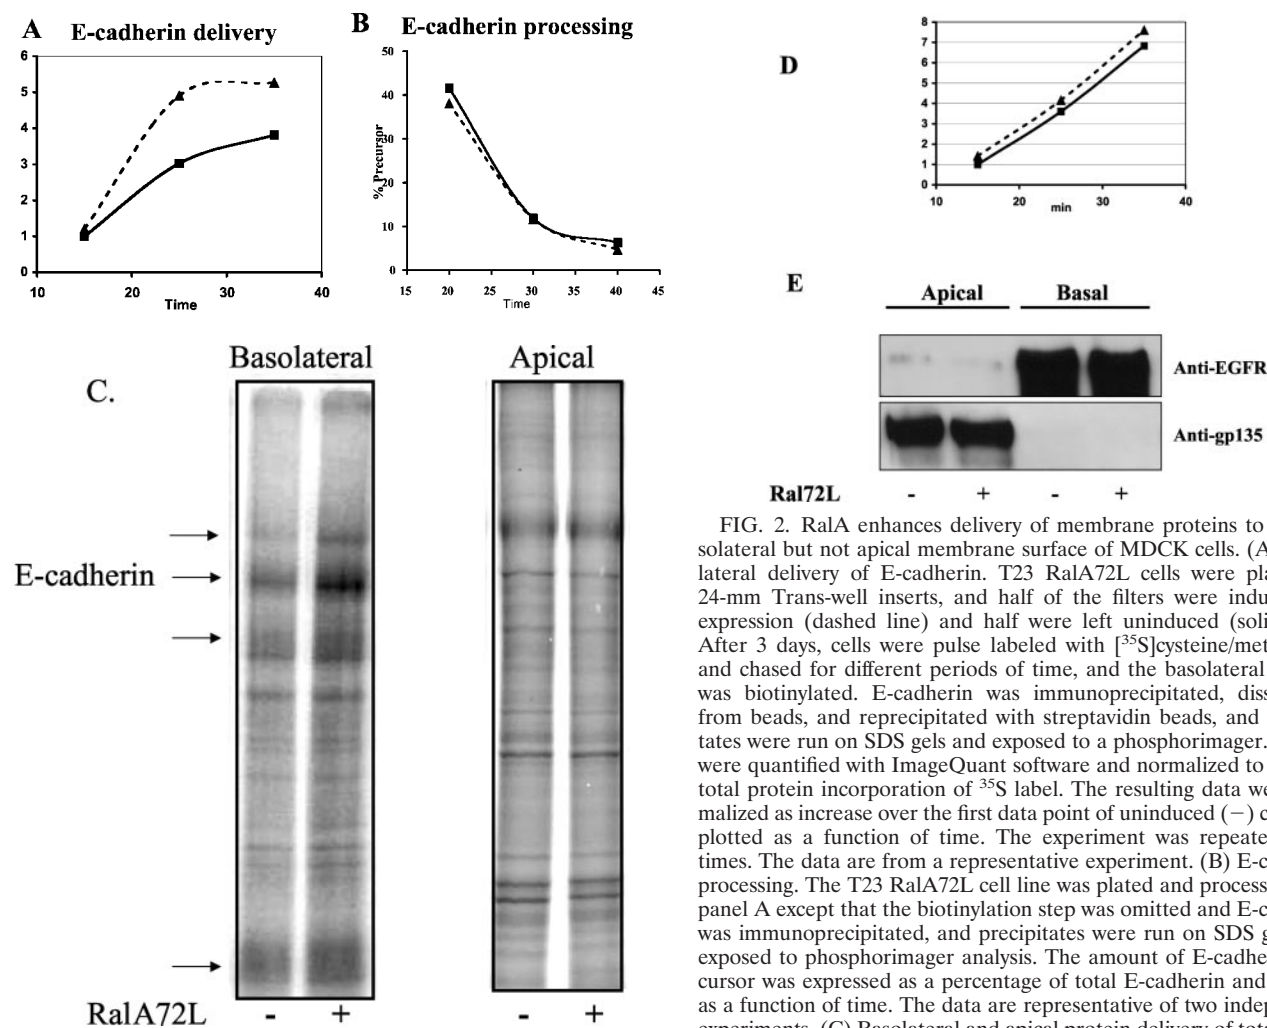 A
E-cadherin delivery
6
5
4
3
2
1
0
10
20
30
40
Time
B
E-cadherin processing
50
40
30
20
10
0
% Precursor
15
20
25
30
35
40
45
Time
C.
Basolateral
Apical
E-cadherin
RalA72L
-
+
-
+
D
8
7
6
5
4
3
2
1
0
10
20
30
40
min
E
Apical
Basal
Anti-EGFR
Anti-gp135
Ral72L
-
+
-
+
FIG. 2. RalA enhances delivery of membrane proteins to
solateral but not apical membrane surface of MDCK cells. (A
lateral delivery of E-cadherin. T23 RalA72L cells were pla
24-mm Trans-well inserts, and half of the filters were indu
expression (dashed line) and half were left uninduced (soli
After 3 days, cells were pulse labeled with [³⁵S]cysteine/met
and chased for different periods of time, and the basolateral
was biotinylated. E-cadherin was immunoprecipitated, diss
from beads, and reprecipitated with streptavidin beads, and
tates were run on SDS gels and exposed to a phosphorimager.
were quantified with ImageQuant software and normalized to
total protein incorporation of ³⁵S label. The resulting data we
malized as increase over the first data point of uninduced (−) c
plotted as a function of time. The experiment was repeate
times. The data are from a representative experiment. (B) E-c
processing. The T23 RalA72L cell line was plated and process
panel A except that the biotinylation step was omitted and E-c
was immunoprecipitated, and precipitates were run on SDS g
exposed to phosphorimager analysis. The amount of E-cadhe
cursor was expressed as a percentage of total E-cadherin and
as a function of time. The data are representative of two indep
experiments. (C) Basolateral and apical protein delivery of tot